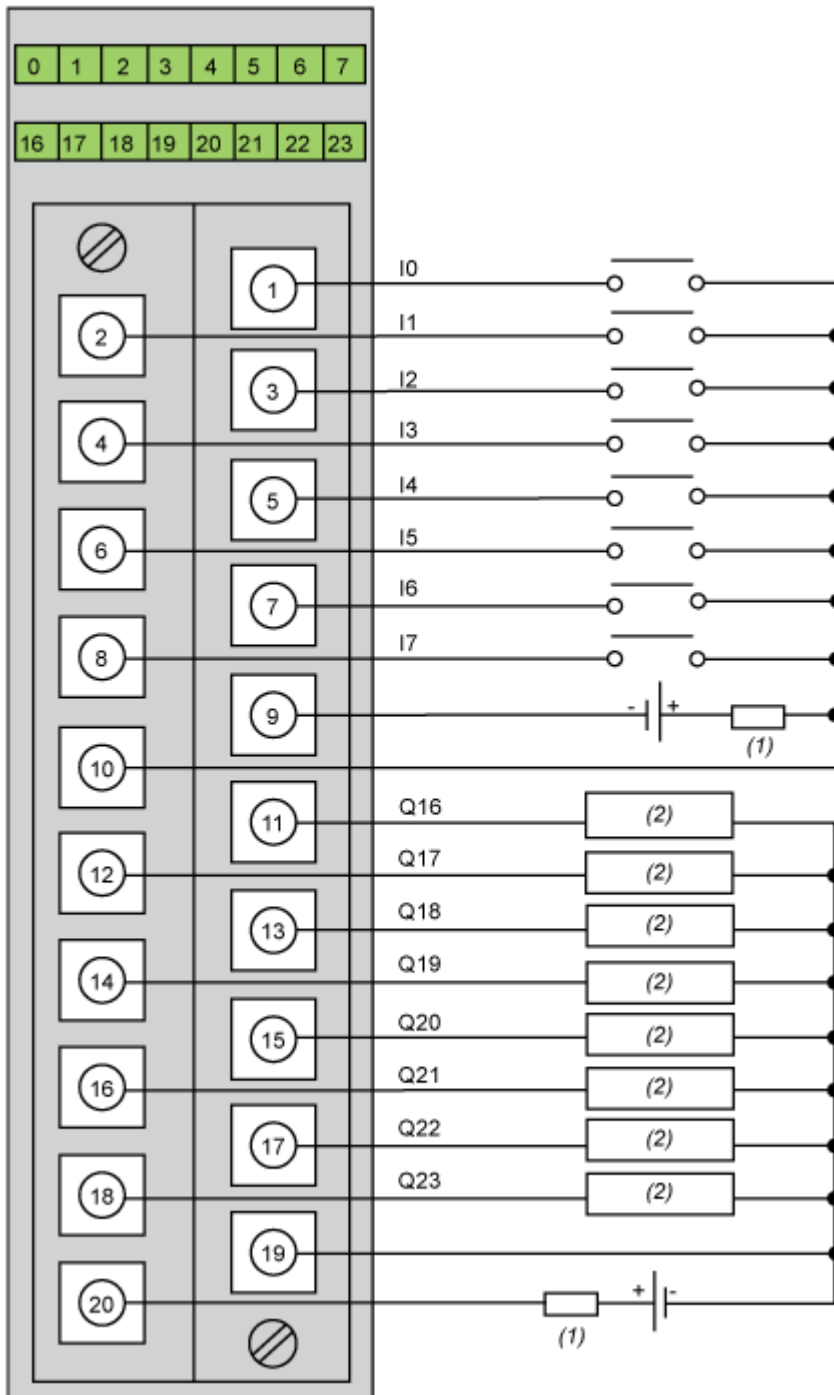 0 1 2 3 4 5 6 7
16 17 18 19 20 21 22 23
1 I0
2 I1
3 I2
4 I3
5 I4
6 I5
7 I6
8 I7
9 - + (1)
10
11 Q16 (2)
12 Q17 (2)
13 Q18 (2)
14 Q19 (2)
15 Q20 (2)
16 Q21 (2)
17 Q22 (2)
18 Q23 (2)
19
20 (1) + -